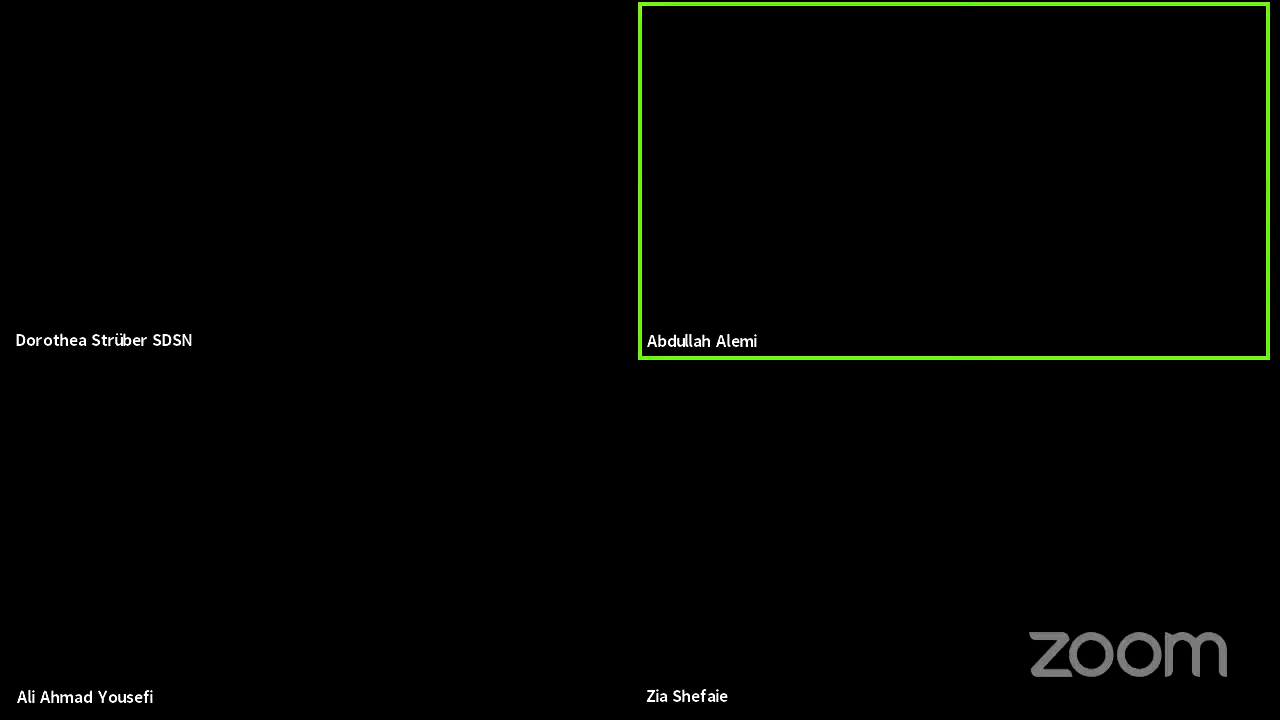 Dorothea Strüber SDSN
Abdullah Alemi
Ali Ahmad Yousefi
Zia Shefaie
zoom